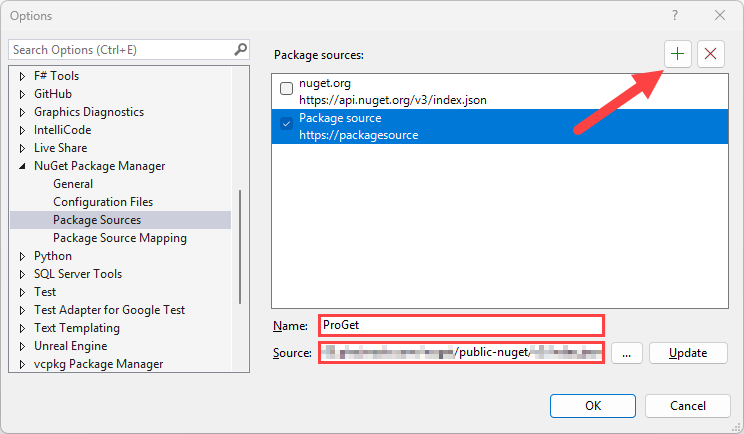 Options
?
Search Options (Ctrl+E)
F# Tools
GitHub
Graphics Diagnostics
IntelliCode
Live Share
NuGet Package Manager
General
Configuration Files
Package Sources
Package Source Mapping
Python
SQL Server Tools
Test
Test Adapter for Google Test
Text Templating
Unreal Engine
vcpkg Package Manager
Package sources:
nuget.org
https://api.nuget.org/v3/index.json
Package source
https://packagesource
Name: ProGet
Source: /public-nuget/ ... Update
OK Cancel